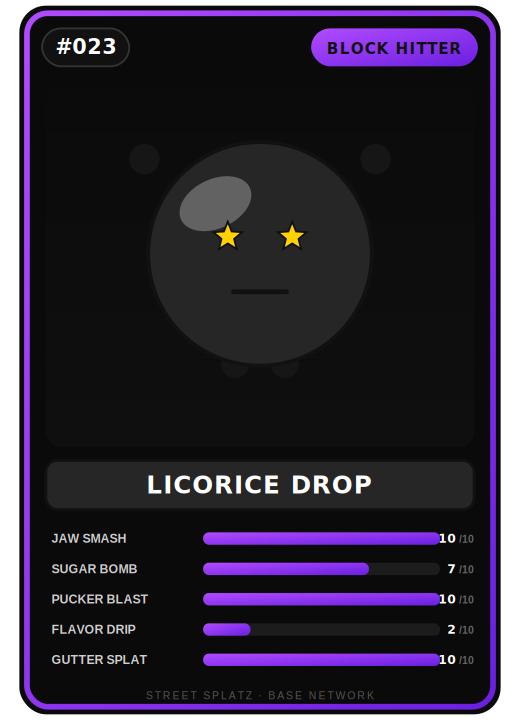 #023
BLOCK HITTER
LICORICE DROP
JAW SMASH 10 /10
SUGAR BOMB 7 /10
PUCKER BLAST 10 /10
FLAVOR DRIP 2 /10
GUTTER SPLAT 10 /10
STREET SPLATZ · BASE NETWORK